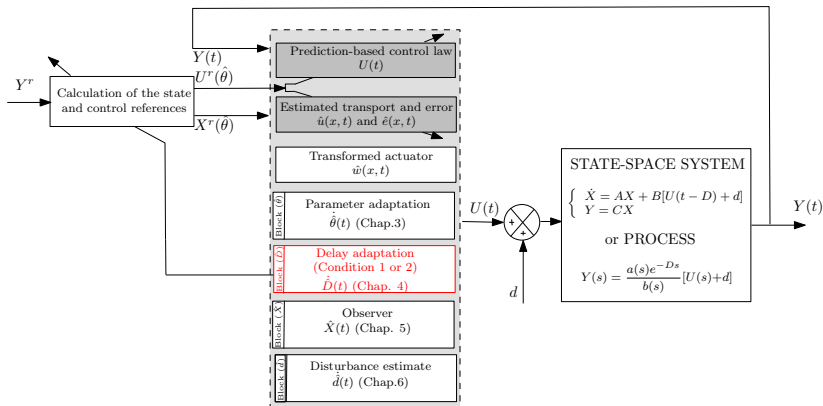 Y^r
Calculation of the state
and control references
Y(t)
U^r(θ̂)
X^r(θ̂)
Prediction-based control law
U(t)
Estimated transport and error
û(x, t) and ê(x, t)
Transformed actuator
ŵ(x, t)
Block (θ̂)
Parameter adaptation
θ̂̇(t) (Chap.3)
Block (D̂)
Delay adaptation
(Condition 1 or 2)
D̂̇(t) (Chap. 4)
Block (X̂)
Observer
X̂(t) (Chap. 5)
Block (d̂)
Disturbance estimate
d̂̇(t) (Chap.6)
U(t)
+
+
d
STATE-SPACE SYSTEM
{ Ẋ = AX + B[U(t − D) + d]
Y = CX
or PROCESS
Y(s) = a(s)e^{−Ds}/b(s) [U(s)+d]
Y(t)